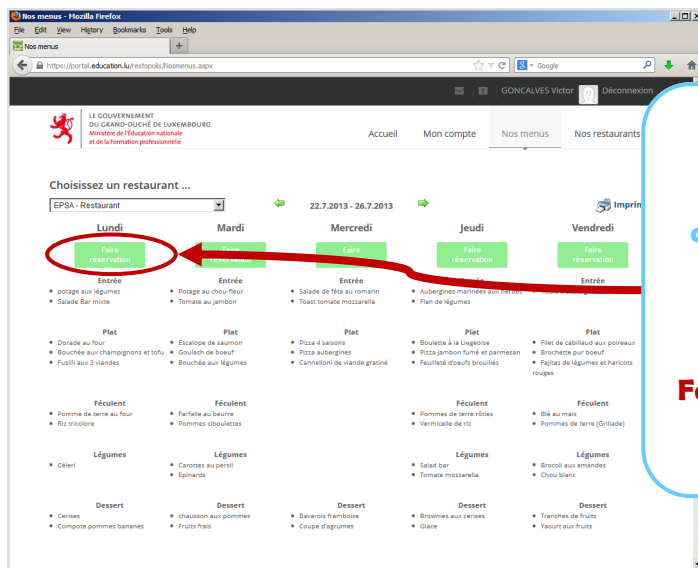 Nos menus - Mozilla Firefox
File Edit View History Bookmarks Tools Help
Nos menus +
https://portal.education.lu/restopolis/Nosmenus.aspx
Google
GONCALVES Victor Déconnexion
LE GOUVERNEMENT
DU GRAND-DUCHÉ DE LUXEMBOURG
Ministère de l'Éducation nationale
et de la Formation professionnelle
Accueil Mon compte Nos menus Nos restaurants
Choisissez un restaurant ...
EPSA - Restaurant
22.7.2013 - 26.7.2013
Imprim
Lundi Mardi Mercredi Jeudi Vendredi
Faire Faire Faire Faire Faire
réservation réservation réservation réservation
Entrée Entrée Entrée Entrée Entrée
potage aux légumes Potage au chou-fleur Salade de féta au romarin Aubergines marinées aux herbes
Salade Bar mixte Tomate au jambon Toast tomate mozzarella Flan de légumes
Plat Plat Plat Plat Plat
Dorade au four Escalope de saumon Pizza 4 saisons Boulette à la Liegeoise Filet de cabillaud aux poireaux
Bouchée aux champignons et tofu Goulash de boeuf Pizza aubergines Pizza jambon fumé et parmesan Brochette pur boeuf
Fusilli aux 3 viandes Bouchée aux légumes Cannelloni de viande gratiné Feuilleté d'oeufs brouillés Fajitas de légumes et haricots
rouges
Féculent Féculent Féculent Féculent
Pomme de terre au four Farfalle au beurre Pommes de terre rôties Blé au mais
Riz tricolore Pommes ciboulettes Vermicelle de riz Pommes de terre (Grillade)
Légumes Légumes Légumes Légumes
Céleri Carottes au persil Salad bar Brocoli aux amandes
Epinards Tomate mozzarella Chou blanc
Dessert Dessert Dessert Dessert Dessert
Cerises chausson aux pommes Bavarois framboise Brownies aux cerises Tranches de fruits
Compote pommes bananes Fruits frais Coupe d'agrumes Glace Yaourt aux fruits